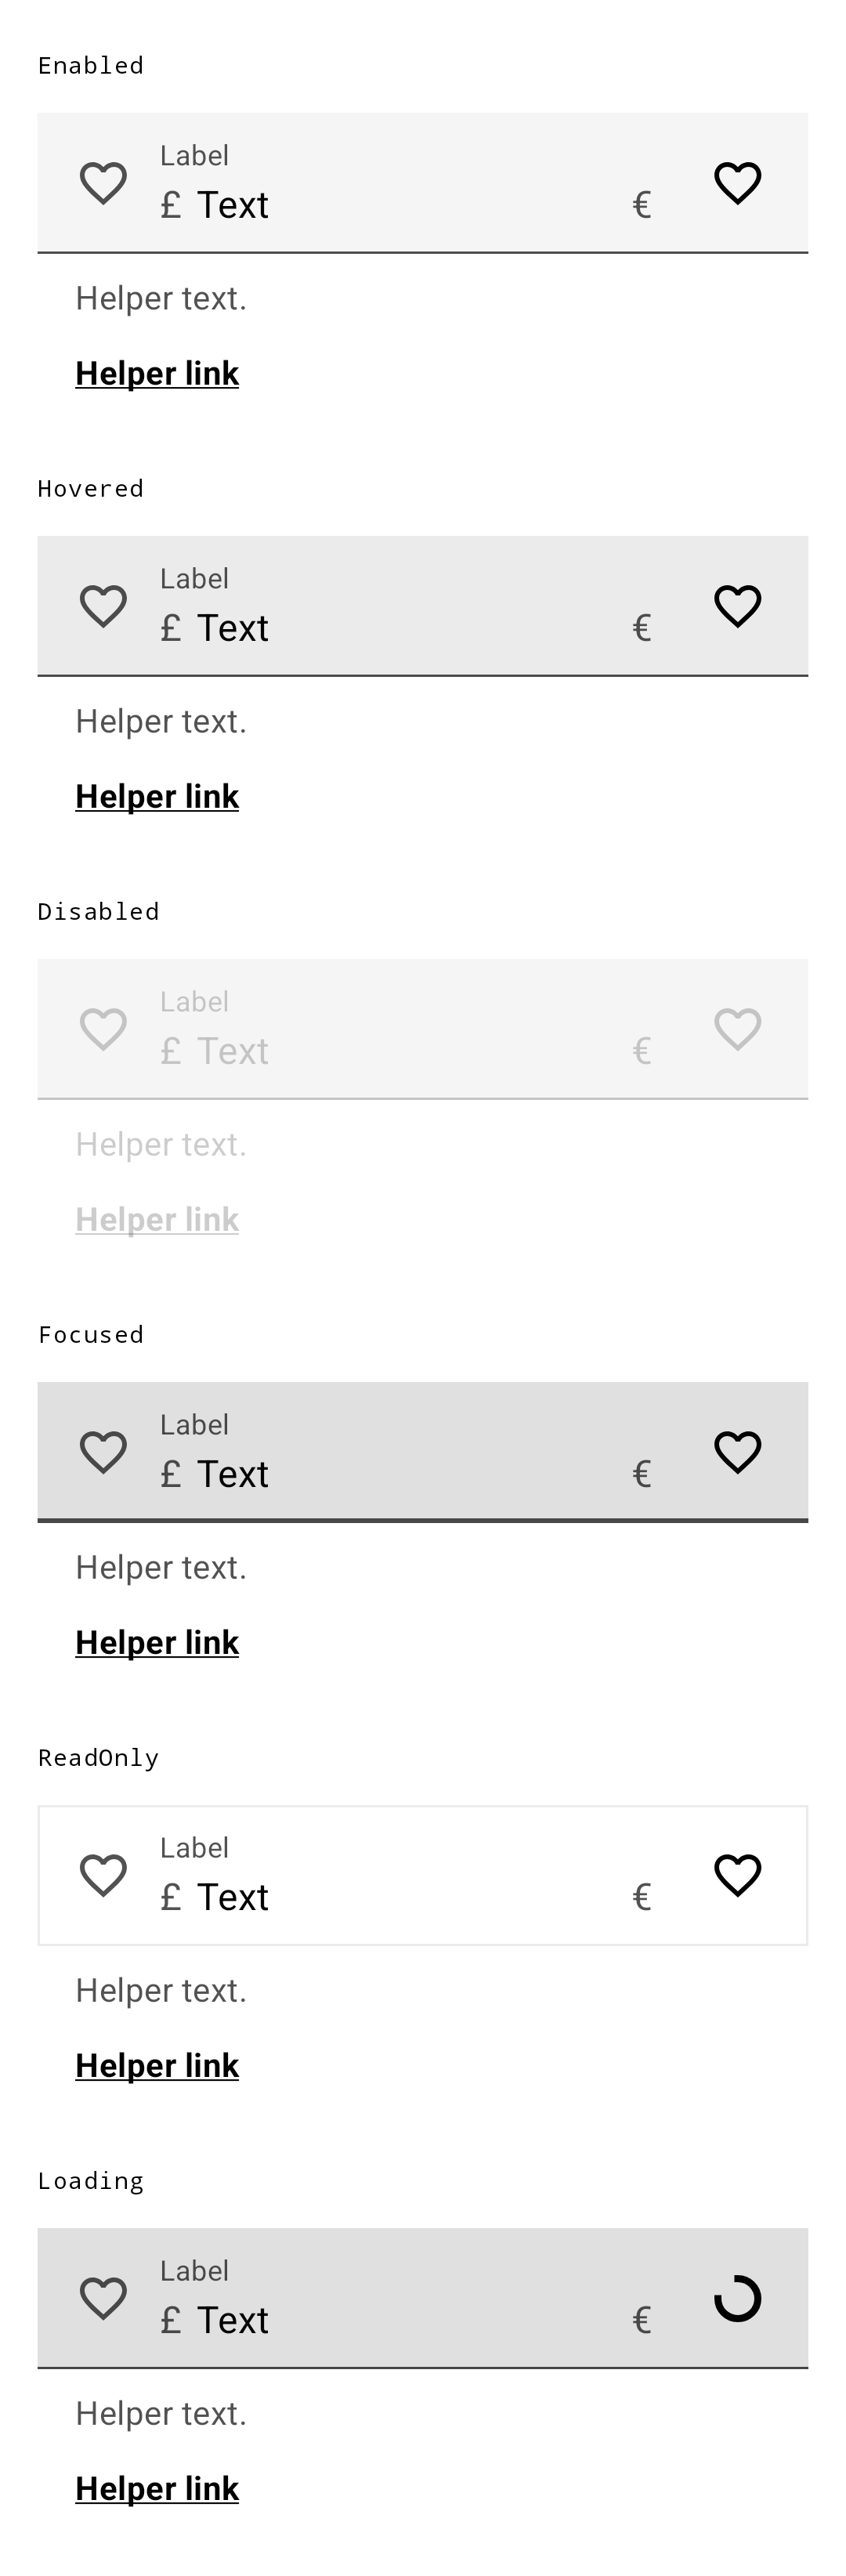 Enabled
Label
£ Text €
Helper text.
Helper link
Hovered
Label
£ Text €
Helper text.
Helper link
Disabled
Label
£ Text €
Helper text.
Helper link
Focused
Label
£ Text €
Helper text.
Helper link
ReadOnly
Label
£ Text €
Helper text.
Helper link
Loading
Label
£ Text €
Helper text.
Helper link